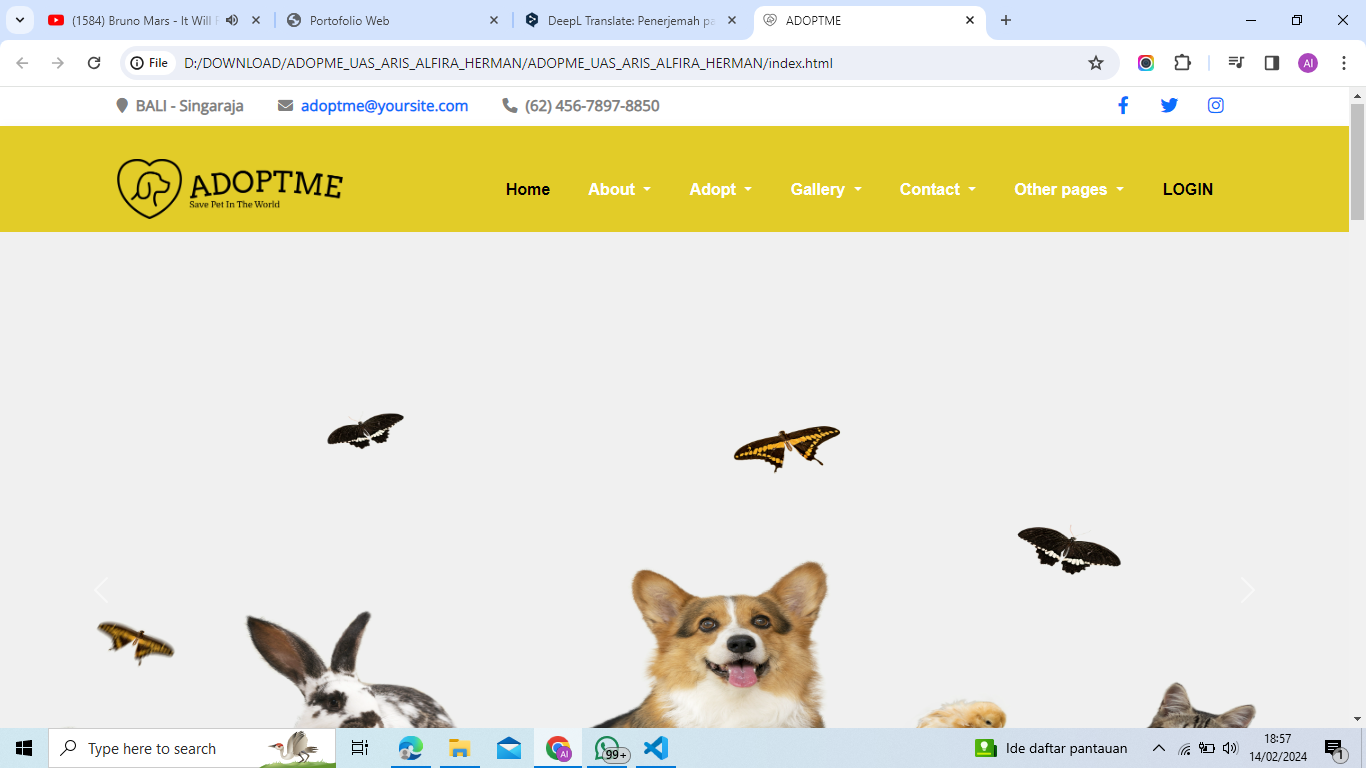 (1584) Bruno Mars - It Will
Portofolio Web
DeepL Translate: Penerjemah pa
ADOPTME
File
D:/DOWNLOAD/ADOPME_UAS_ARIS_ALFIRA_HERMAN/ADOPME_UAS_ARIS_ALFIRA_HERMAN/index.html
AI
BALI - Singaraja
adoptme@yoursite.com
(62) 456-7897-8850
ADOPTME
Save Pet In The World
Home
About
Adopt
Gallery
Contact
Other pages
LOGIN
Type here to search
AI
99+
Ide daftar pantauan
18:57
14/02/2024
1